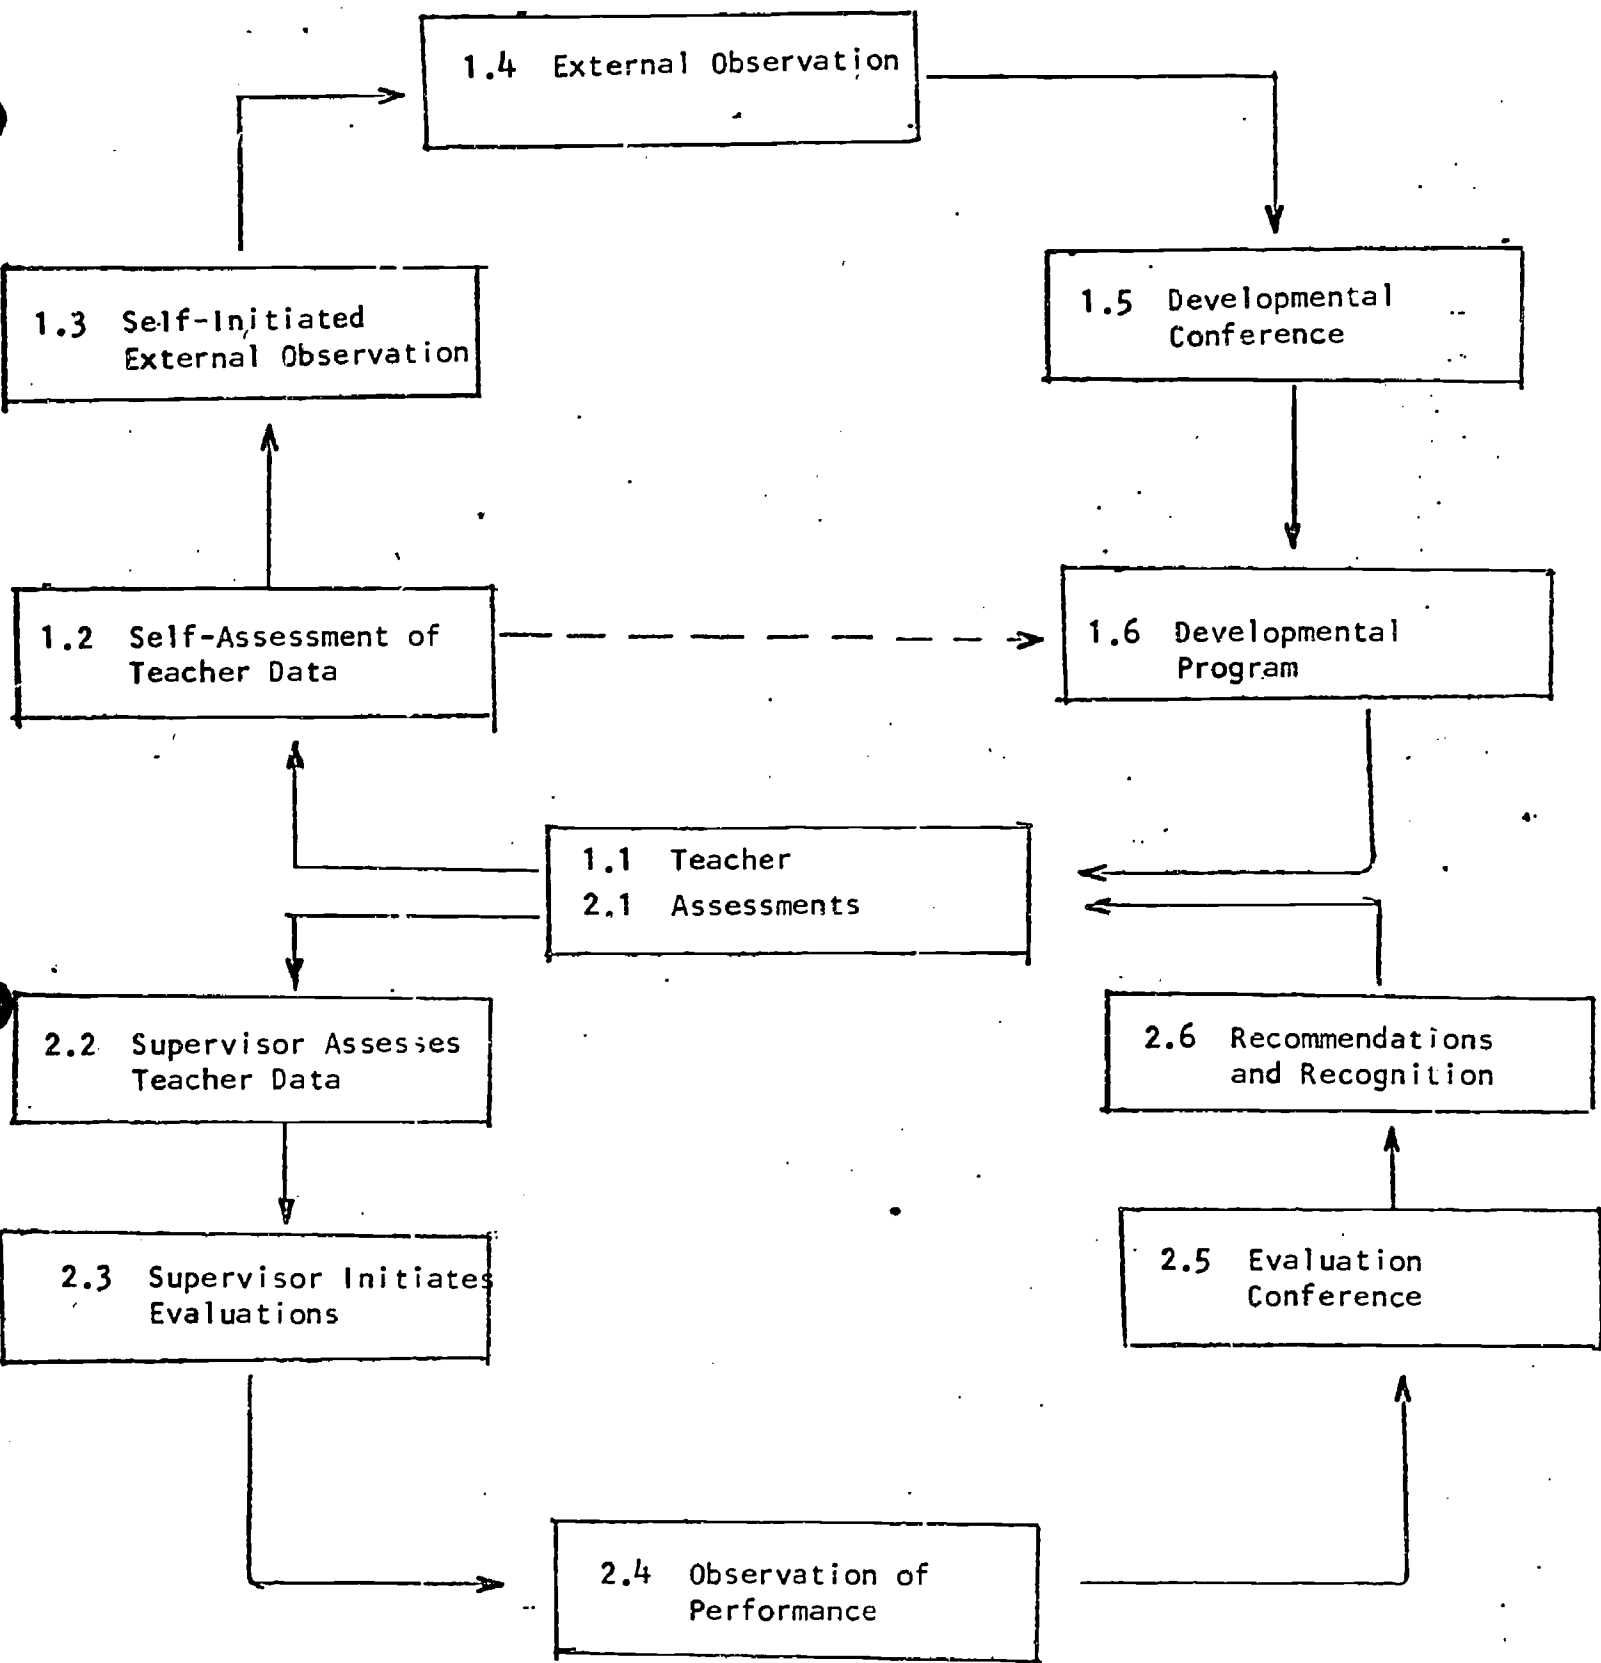 1.4 External Observation
1.3 Self-Initiated
External Observation
1.5 Developmental
Conference
1.2 Self-Assessment of
Teacher Data
1.6 Developmental
Program
1.1 Teacher
2.1 Assessments
2.2 Supervisor Assesses
Teacher Data
2.6 Recommendations
and Recognition
2.3 Supervisor Initiates
Evaluations
2.5 Evaluation
Conference
2.4 Observation of
Performance